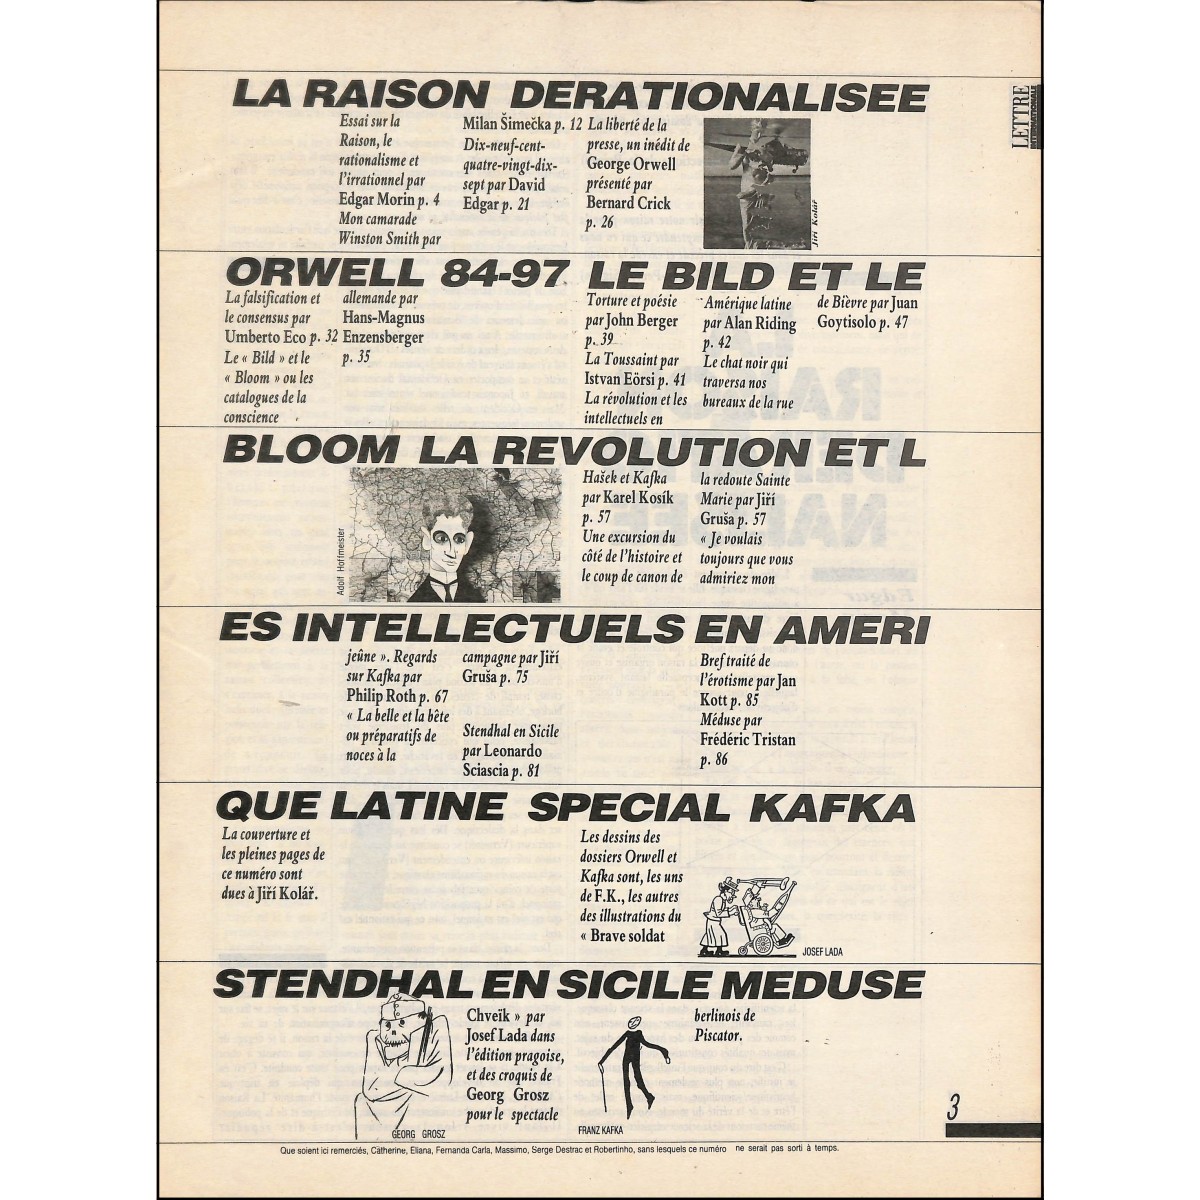 LA RAISON DERATIONALISEE
LETTRE
INTERNATIONALE
Essai sur la
Raison, le
rationalisme et
l'irrationnel par
Edgar Morin p. 4
Mon camarade
Winston Smith par
Milan Šimečka p. 12
Dix-neuf-cent-
quatre-vingt-dix-
sept par David
Edgar p. 21
La liberté de la
presse, un inédit de
George Orwell
présenté par
Bernard Crick
p. 26
Jiří Kolář
ORWELL 84-97 LE BILD ET LE
La falsification et
le consensus par
Umberto Eco p. 32
Le « Bild » et le
« Bloom » ou les
catalogues de la
conscience
allemande par
Hans-Magnus
Enzensberger
p. 35
Torture et poésie
par John Berger
p. 39
La Toussaint par
Istvan Eörsi p. 41
La révolution et les
intellectuels en
Amérique latine
par Alan Riding
p. 42
Le chat noir qui
traversa nos
bureaux de la rue
de Bièvre par Juan
Goytisolo p. 47
BLOOM LA REVOLUTION ET L
Adolf Hoffmeister
Hašek et Kafka
par Karel Kosík
p. 57
Une excursion du
côté de l'histoire et
le coup de canon de
la redoute Sainte
Marie par Jiří
Gruša p. 57
« Je voulais
toujours que vous
admiriez mon
ES INTELLECTUELS EN AMERI
jeûne ». Regards
sur Kafka par
Philip Roth p. 67
« La belle et la bête
ou préparatifs de
noces à la
campagne par Jiří
Gruša p. 75
Stendhal en Sicile
par Leonardo
Sciascia p. 81
Bref traité de
l'érotisme par Jan
Kott p. 85
Méduse par
Frédéric Tristan
p. 86
QUE LATINE SPECIAL KAFKA
La couverture et
les pleines pages de
ce numéro sont
dues à Jiří Kolář.
Les dessins des
dossiers Orwell et
Kafka sont, les uns
de F.K., les autres
des illustrations du
« Brave soldat
JOSEF LADA
STENDHAL EN SICILE MEDUSE
GEORG GROSZ
Chveïk » par
Josef Lada dans
l'édition pragoise,
et des croquis de
Georg Grosz
pour le spectacle
FRANZ KAFKA
berlinois de
Piscator.
3
Que soient ici remerciés, Catherine, Eliana, Fernanda Carla, Massimo, Serge Destrac et Robertinho, sans lesquels ce numéro ne serait pas sorti à temps.